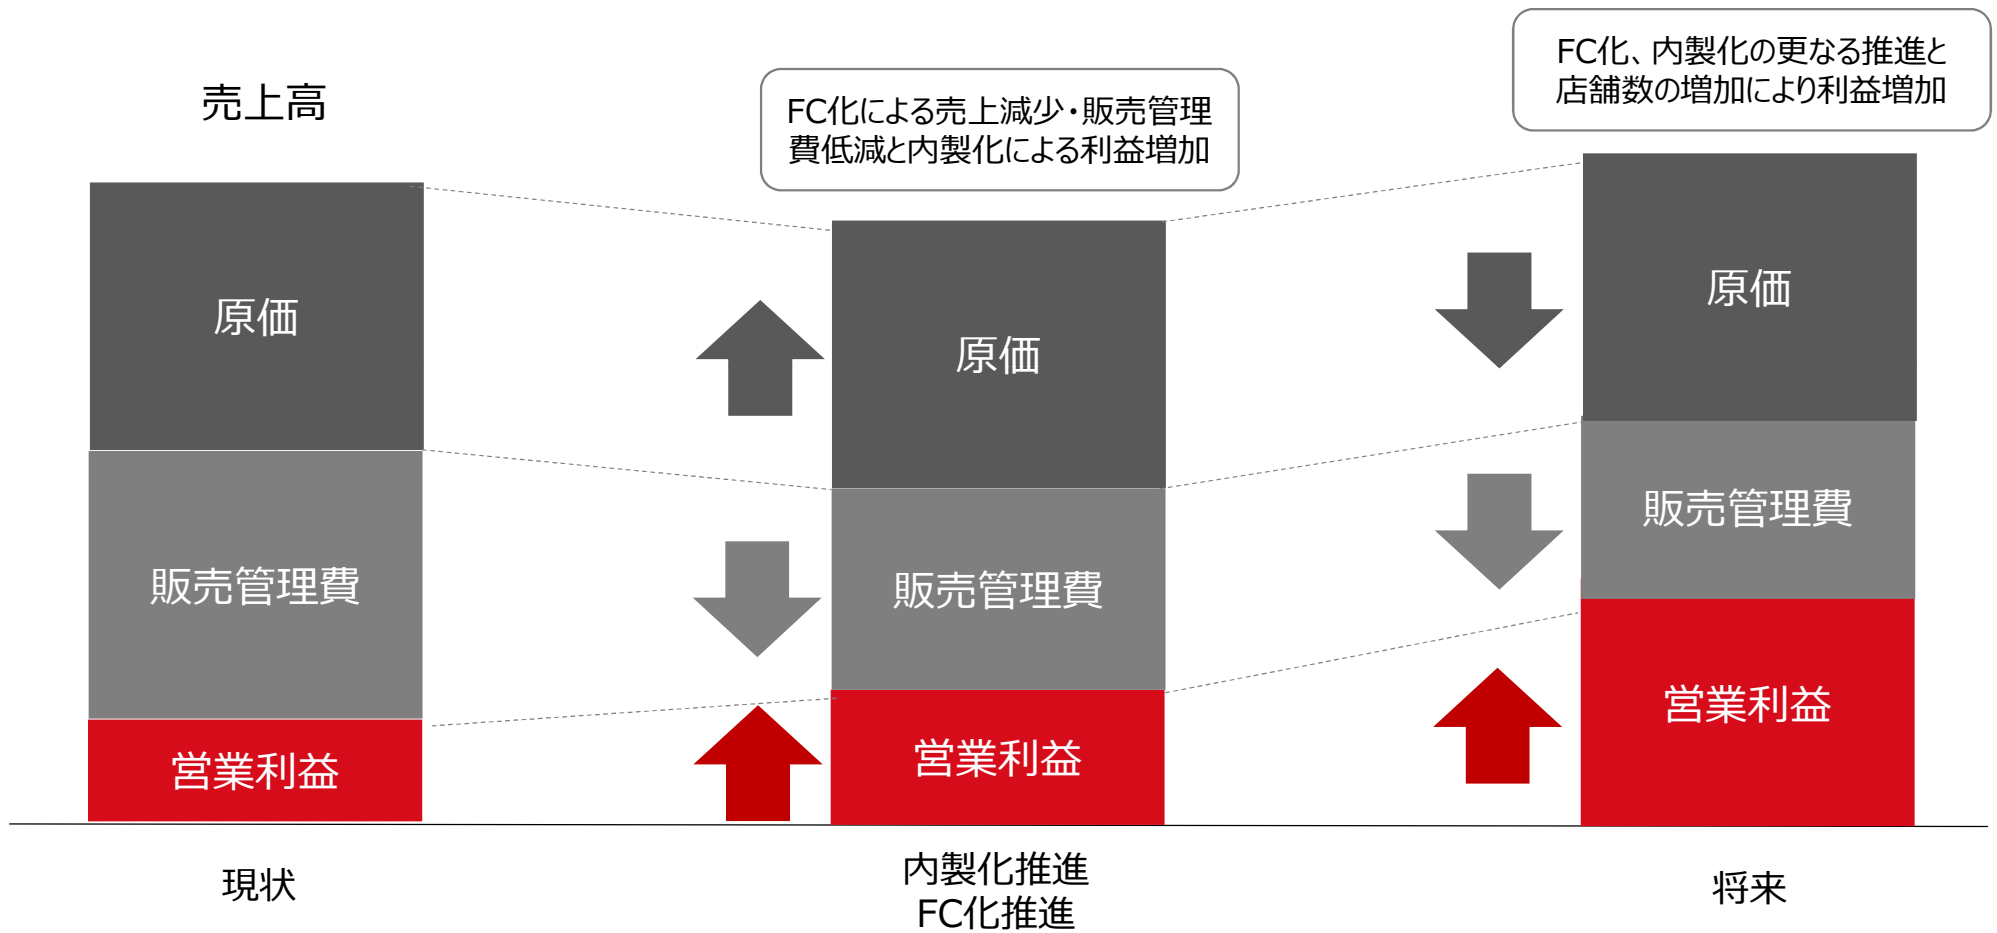 売上高
FC化による売上減少・販売管理
費低減と内製化による利益増加
FC化、内製化の更なる推進と
店舗数の増加により利益増加
原価
販売管理費
営業利益
原価
販売管理費
営業利益
原価
販売管理費
営業利益
現状
内製化推進
FC化推進
将来